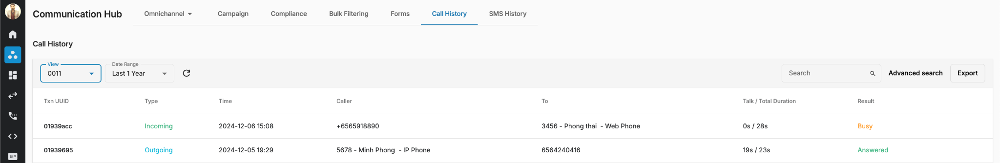 Communication Hub Omnichannel Campaign Compliance Bulk Filtering Forms Call History SMS History
Call History
View Date Range
0011 Last 1 Year Search Advanced search Export
Txn UUID Type Time Caller To Talk / Total Duration Result
01939acc Incoming 2024-12-06 15:08 +6565918890 3456 - Phong thai - Web Phone 0s / 28s Busy
01939695 Outgoing 2024-12-05 19:29 5678 - Minh Phong - IP Phone 6564240416 19s / 23s Answered
SIP